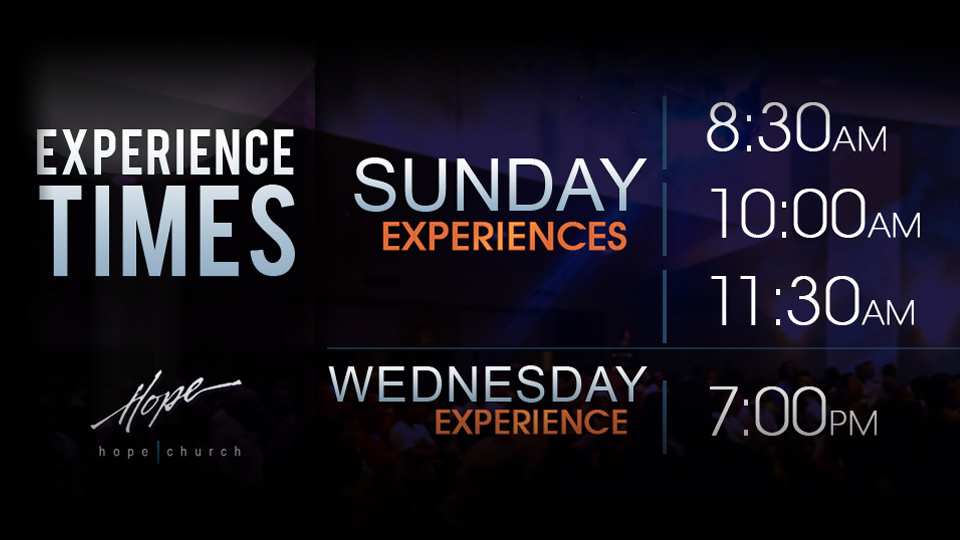 EXPERIENCE
TIMES
SUNDAY
EXPERIENCES
8:30AM
10:00AM
11:30AM
WEDNESDAY
EXPERIENCE
7:00PM
Hope
hope|church